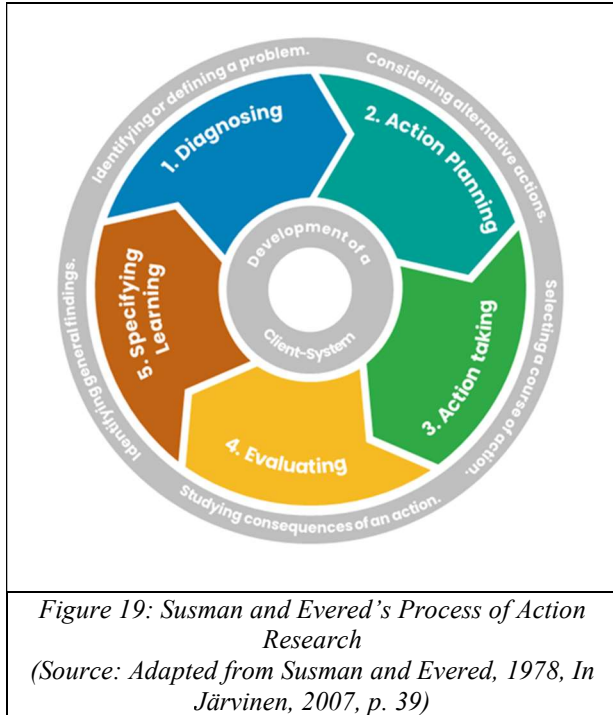 Identifying or defining a problem.
1. Diagnosing
Considering alternative actions.
2. Action Planning
Selecting a course of action.
3. Action taking
Studying consequences of an action.
4. Evaluating
Identifying general findings.
5. Specifying
Learning
Development of a
Client-System
Figure 19: Susman and Evered’s Process of Action
Research
(Source: Adapted from Susman and Evered, 1978, In
Järvinen, 2007, p. 39)